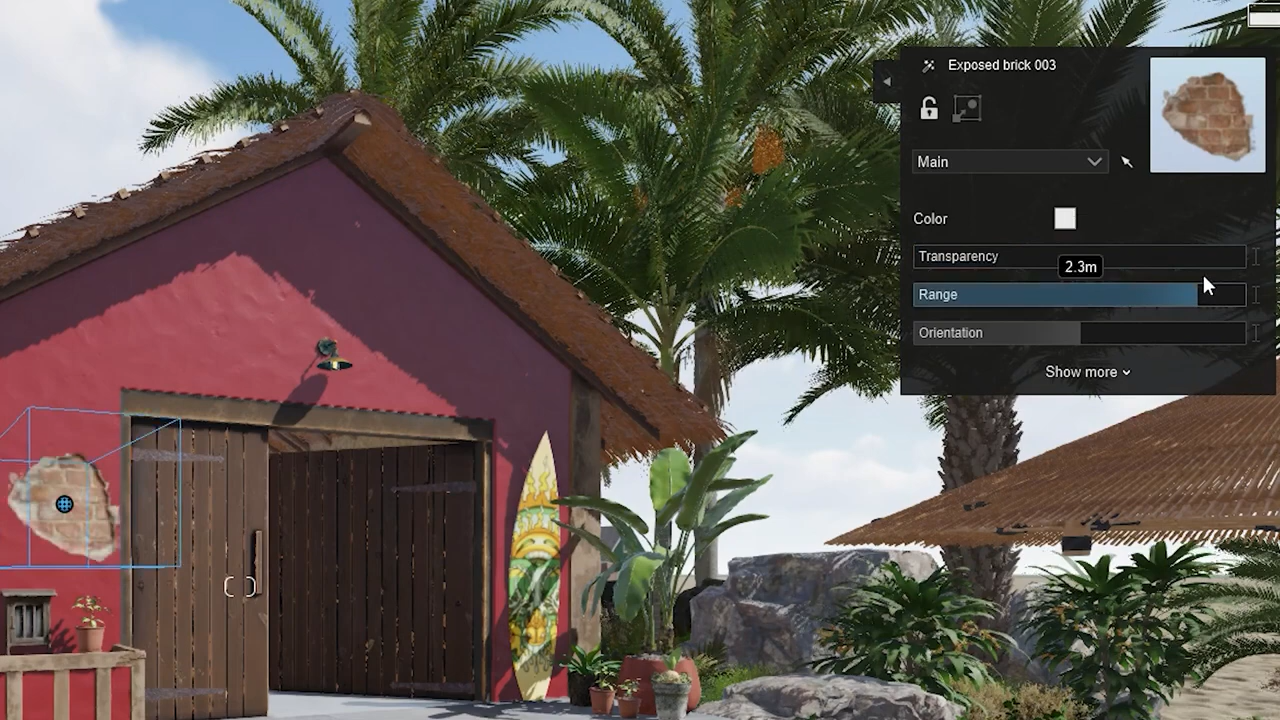 Exposed brick 003
Main
Color
Transparency
2.3m
Range
Orientation
Show more